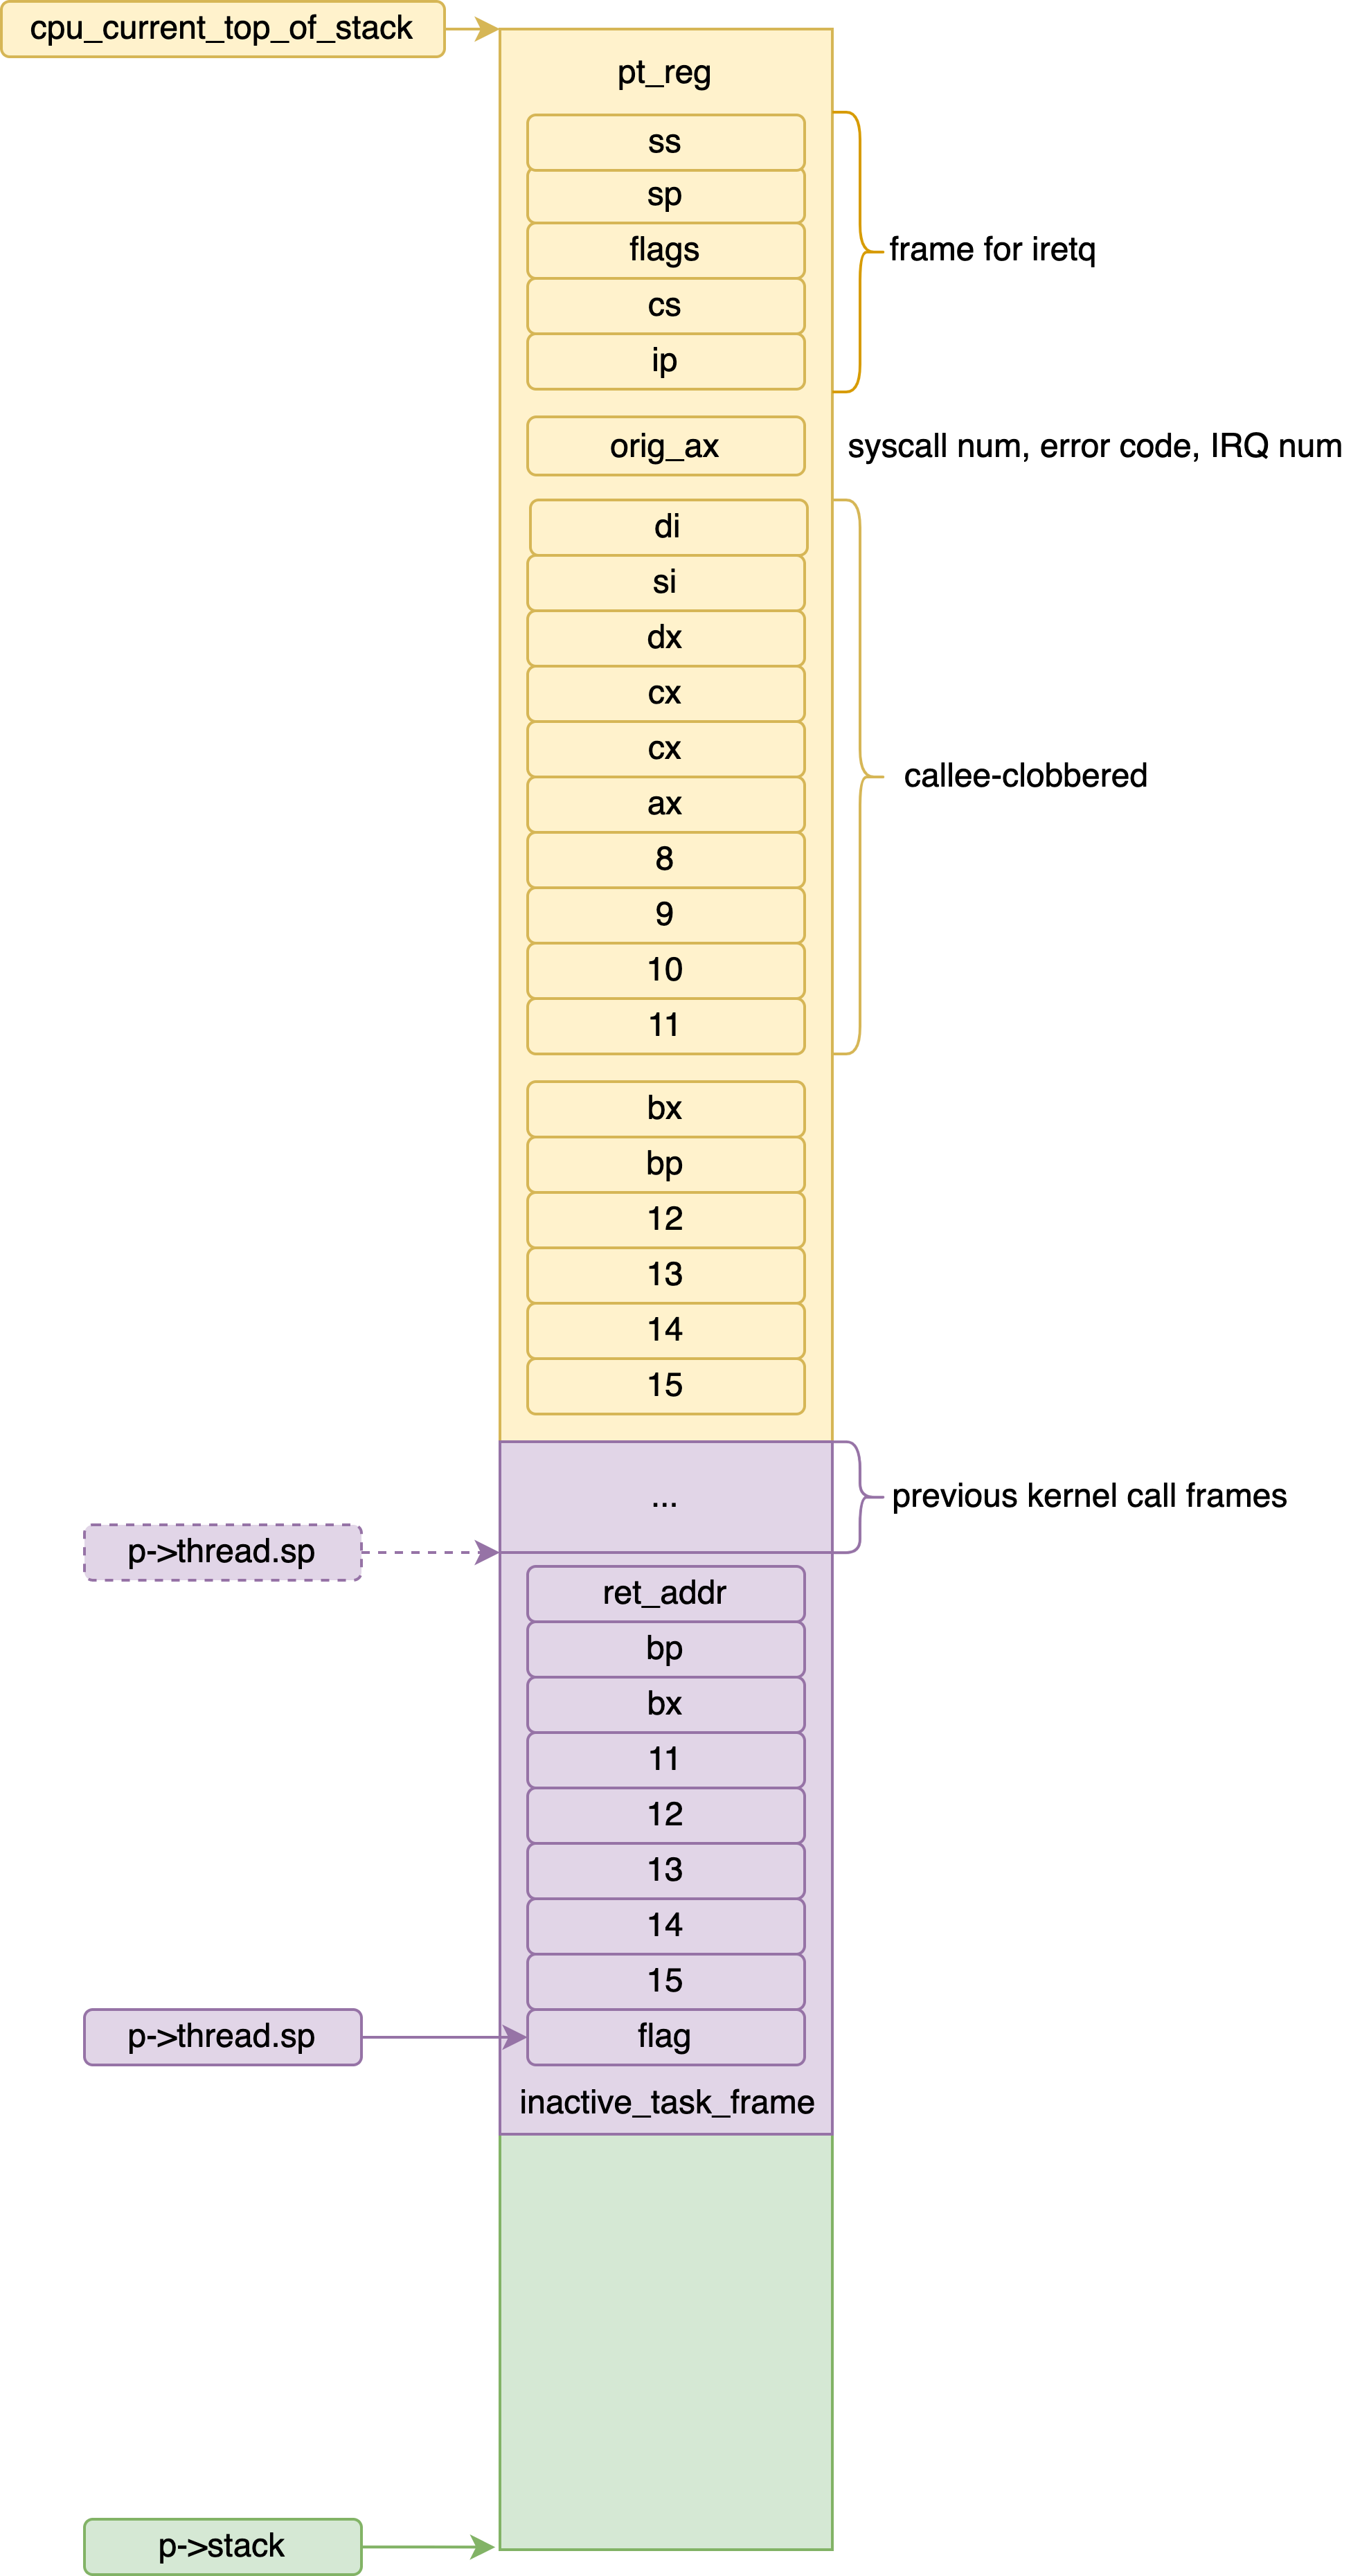 cpu_current_top_of_stack
pt_reg
ss
sp
flags
cs
ip
frame for iretq
orig_ax
syscall num, error code, IRQ num
di
si
dx
cx
cx
ax
8
9
10
11
callee-clobbered
bx
bp
12
13
14
15
...
previous kernel call frames
p->thread.sp
ret_addr
bp
bx
11
12
13
14
15
p->thread.sp
flag
inactive_task_frame
p->stack